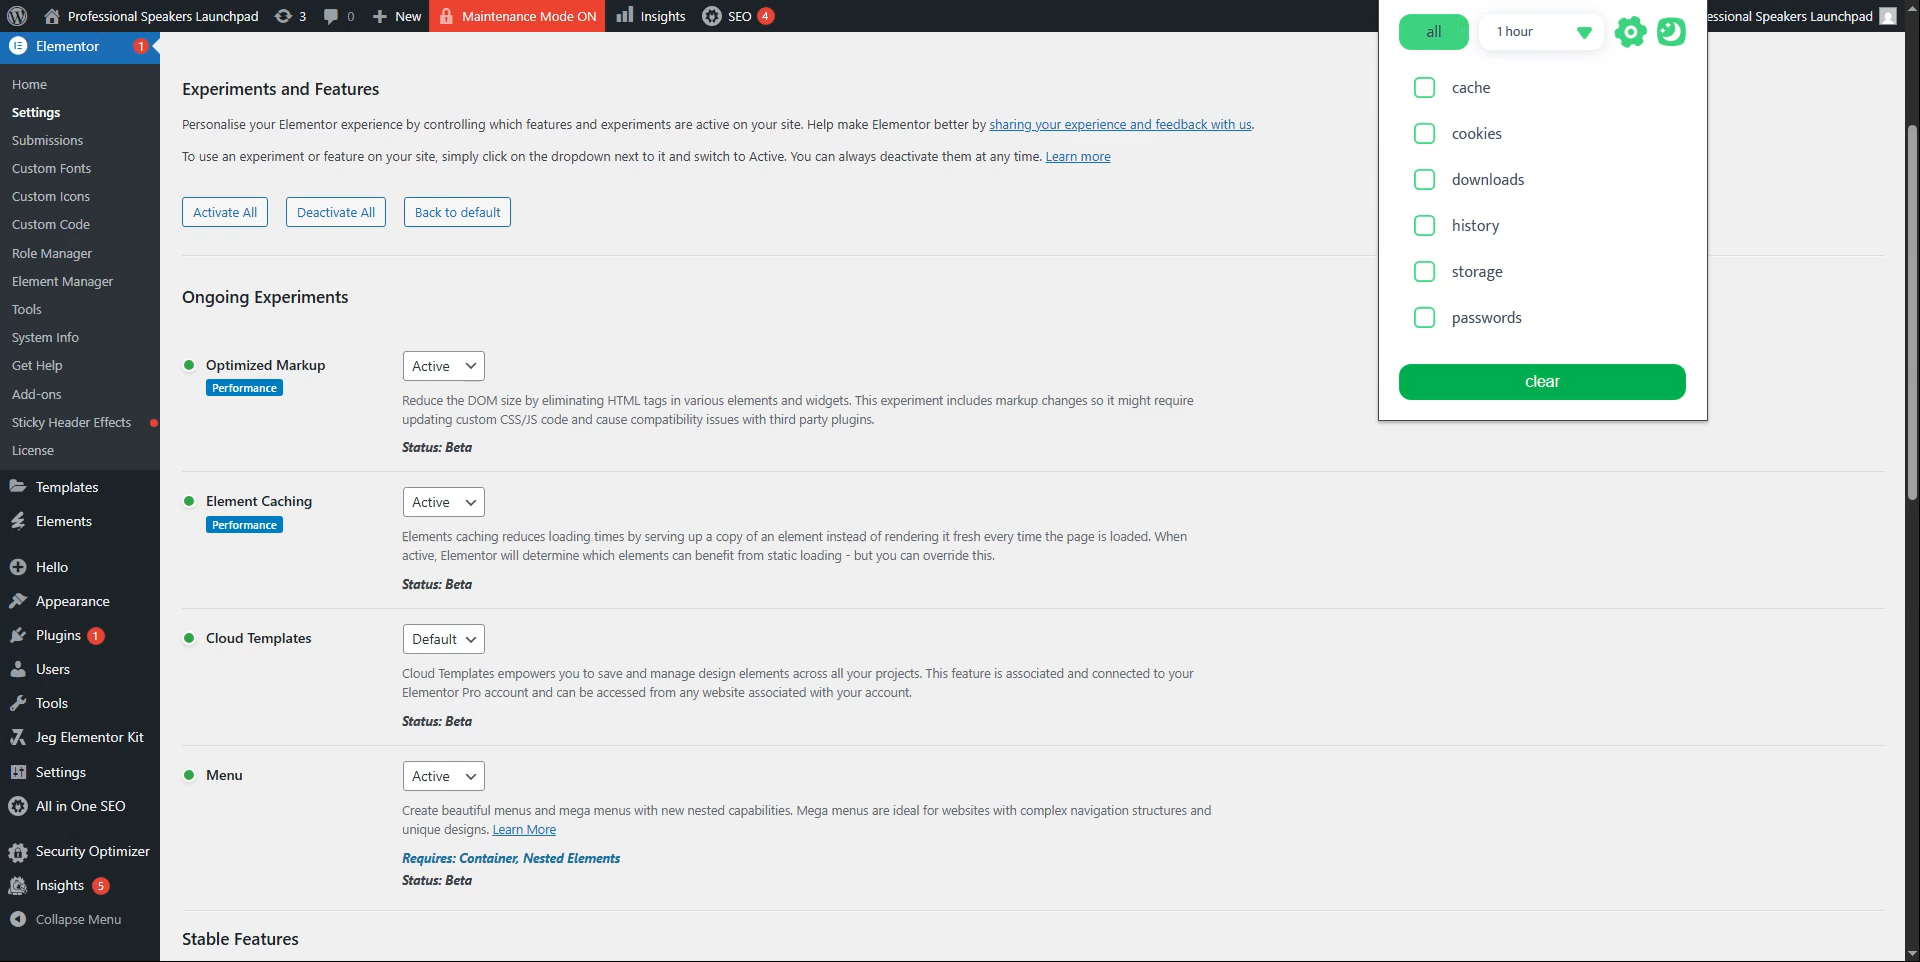 Professional Speakers Launchpad 3 0 New Maintenance Mode ON Insights SEO 4
essional Speakers Launchpad
Elementor 1
Home
Settings
Submissions
Custom Fonts
Custom Icons
Custom Code
Role Manager
Element Manager
Tools
System Info
Get Help
Add-ons
Sticky Header Effects
License
Templates
Elements
Hello
Appearance
Plugins 1
Users
Tools
Jeg Elementor Kit
Settings
All in One SEO
Security Optimizer
Insights 5
Collapse Menu
Experiments and Features
Personalise your Elementor experience by controlling which features and experiments are active on your site. Help make Elementor better by sharing your experience and feedback with us.
To use an experiment or feature on your site, simply click on the dropdown next to it and switch to Active. You can always deactivate them at any time. Learn more
Activate All Deactivate All Back to default
Ongoing Experiments
Optimized Markup Active
Performance
Reduce the DOM size by eliminating HTML tags in various elements and widgets. This experiment includes markup changes so it might require
updating custom CSS/JS code and cause compatibility issues with third party plugins.
Status: Beta
Element Caching Active
Performance
Elements caching reduces loading times by serving up a copy of an element instead of rendering it fresh every time the page is loaded. When
active, Elementor will determine which elements can benefit from static loading - but you can override this.
Status: Beta
Cloud Templates Default
Cloud Templates empowers you to save and manage design elements across all your projects. This feature is associated and connected to your
Elementor Pro account and can be accessed from any website associated with your account.
Status: Beta
Menu Active
Create beautiful menus and mega menus with new nested capabilities. Mega menus are ideal for websites with complex navigation structures and
unique designs. Learn More
Requires: Container, Nested Elements
Status: Beta
Stable Features
all 1 hour
cache
cookies
downloads
history
storage
passwords
clear